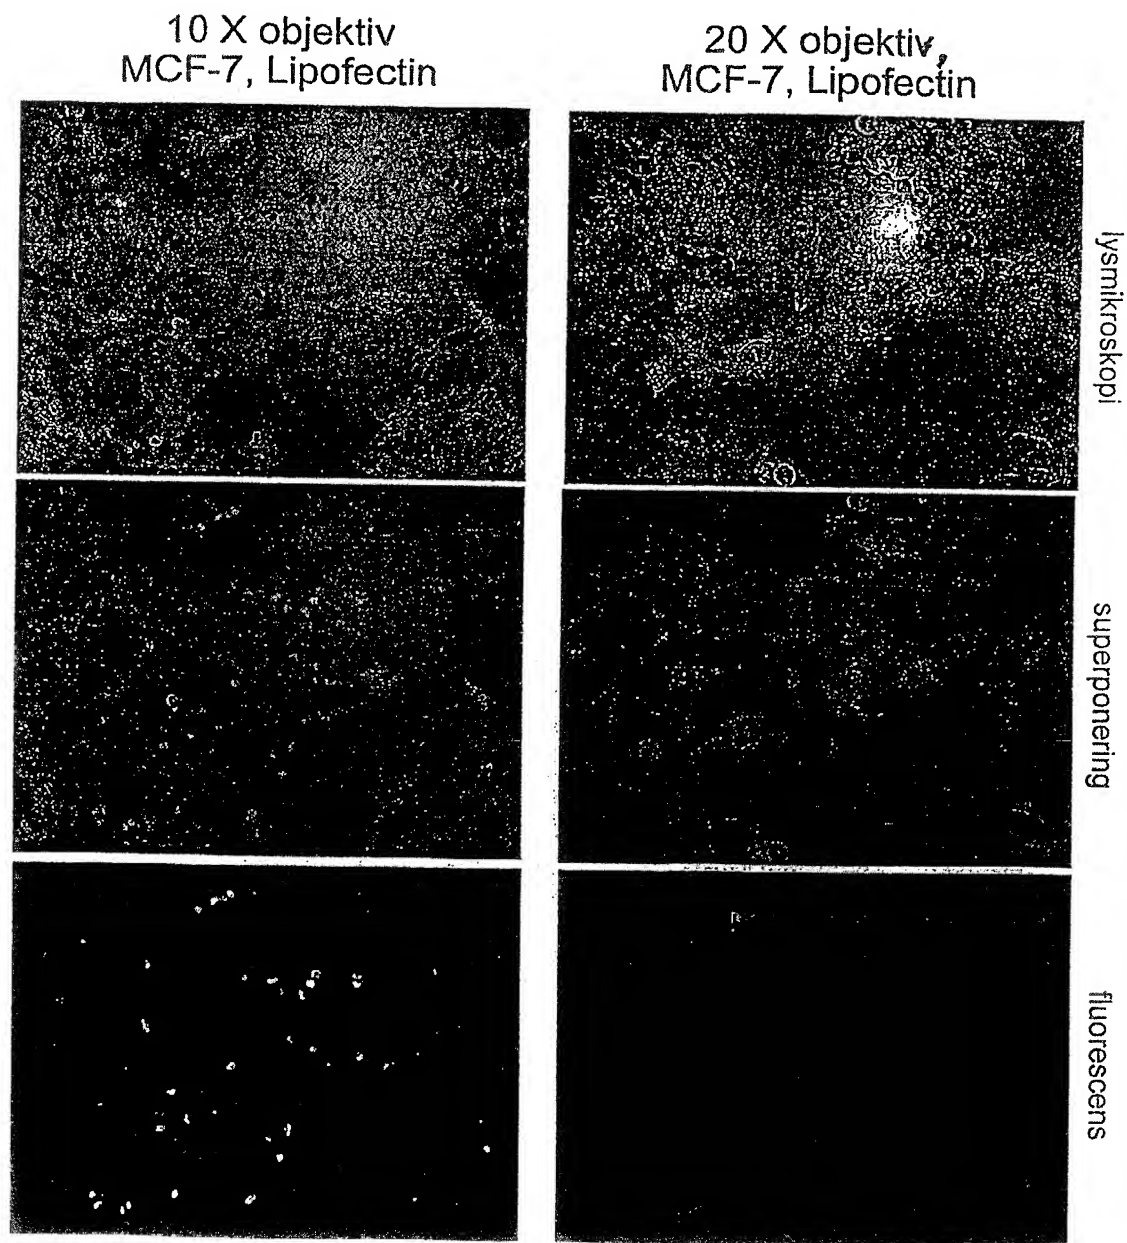 10 X objektiv
MCF-7, Lipofectin
20 X objektiv,
MCF-7, Lipofectin
lysmikroskopi
superponering
fluorescens